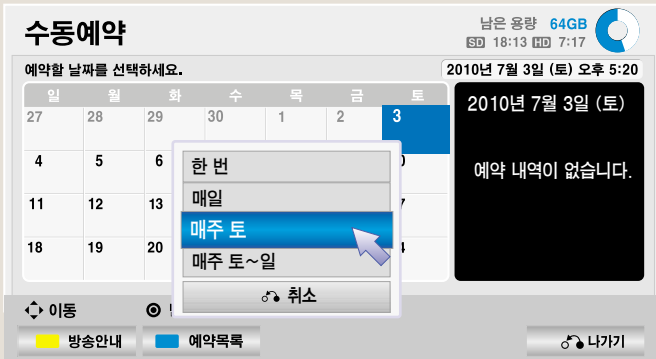 수동예약
남은 용량 64GB
SD 18:13 HD 7:17
예약할 날짜를 선택하세요.
2010년 7월 3일 (토) 오후 5:20
일 월 화 수 목 금 토
27 28 29 30 1 2 3
4 5 6
11 12 13
18 19 20
한 번
매일
매주 토
매주 토~일
취소
2010년 7월 3일 (토)
예약 내역이 없습니다.
이동
방송안내 예약목록 나가기